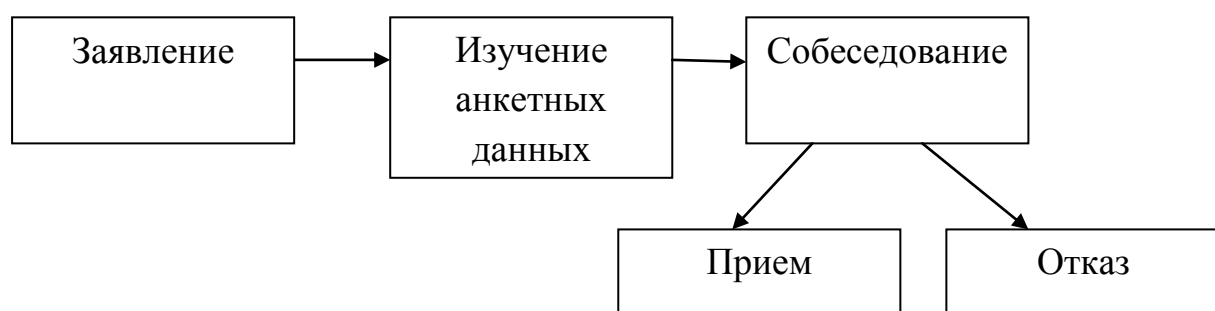 Заявление
Изучение
анкетных
данных
Собеседование
Прием
Отказ